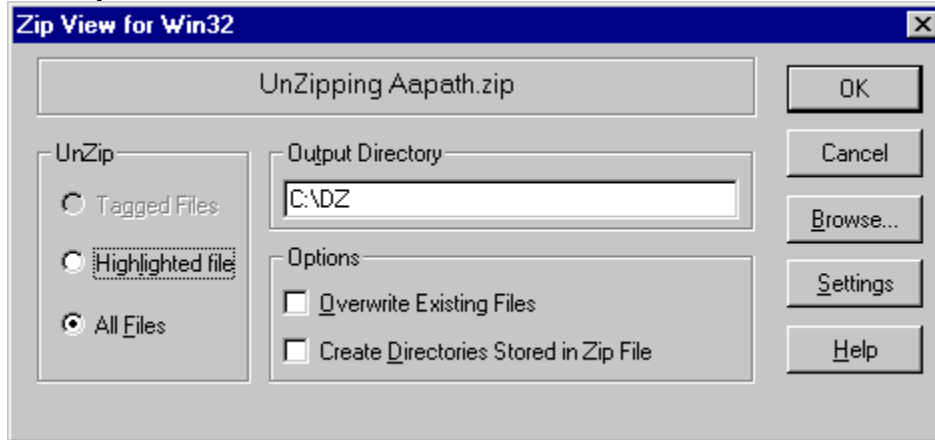 Zip View for Win32
UnZipping Aapath.zip
OK
Cancel
Browse...
Settings
Help
UnZip
Tagged Files
Highlighted file
All Files
Output Directory
C:\DZ
Options
Overwrite Existing Files
Create Directories Stored in Zip File